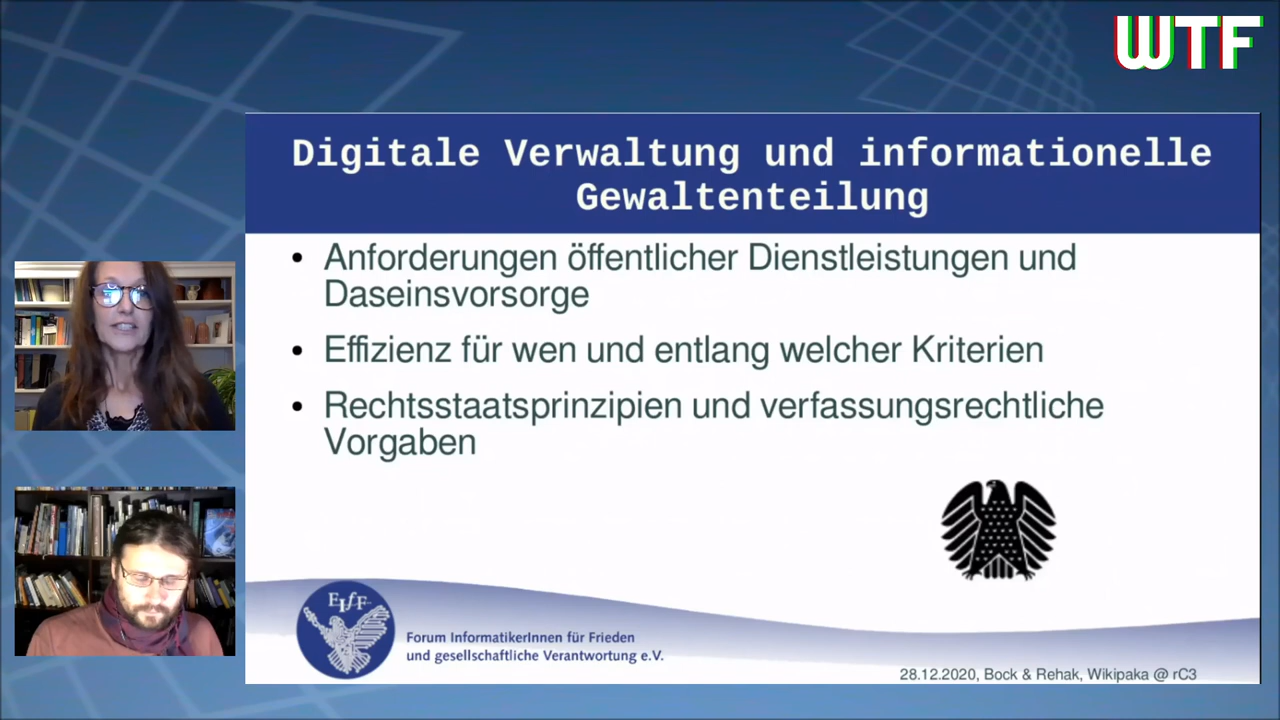 WTF
Digitale Verwaltung und informationelle
Gewaltenteilung
• Anforderungen öffentlicher Dienstleistungen und
Daseinsvorsorge
• Effizienz für wen und entlang welcher Kriterien
• Rechtsstaatsprinzipien und verfassungsrechtliche
Vorgaben
FIfF
Forum InformatikerInnen für Frieden
und gesellschaftliche Verantwortung e.V.
28.12.2020, Bock & Rehak, Wikipaka @ rC3